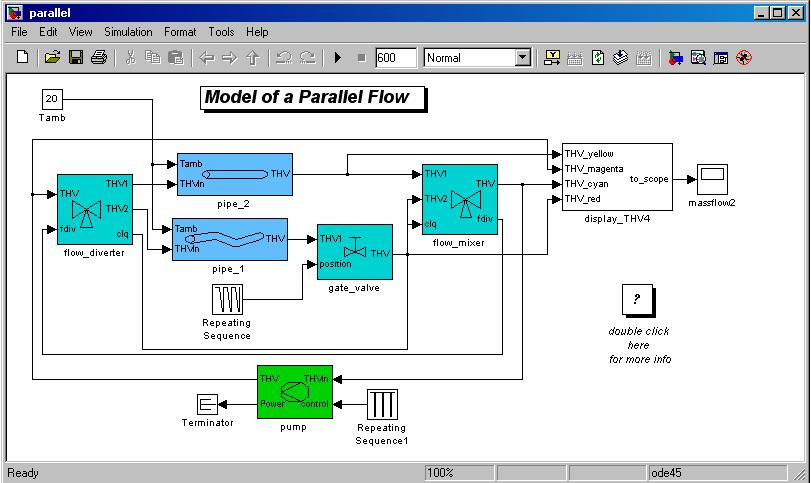 parallel
File Edit View Simulation Format Tools Help
600 Normal
20
Tamb
Model of a Parallel Flow
THV THV1
THV2
fdiv clq
flow_diverter
Tamb
THVin THV
pipe_2
Tamb
THVin THV
pipe_1
THV1 THV
position
gate_valve
THV1
THV2 THV
clq fdiv
flow_mixer
THV_yellow
THV_magenta
THV_cyan to_scope
THV_red
display_THV4
massflow2
Repeating
Sequence
?
double click
here
for more info
THV THVin
Power control
pump
Terminator
Repeating
Sequence1
Ready 100% ode45